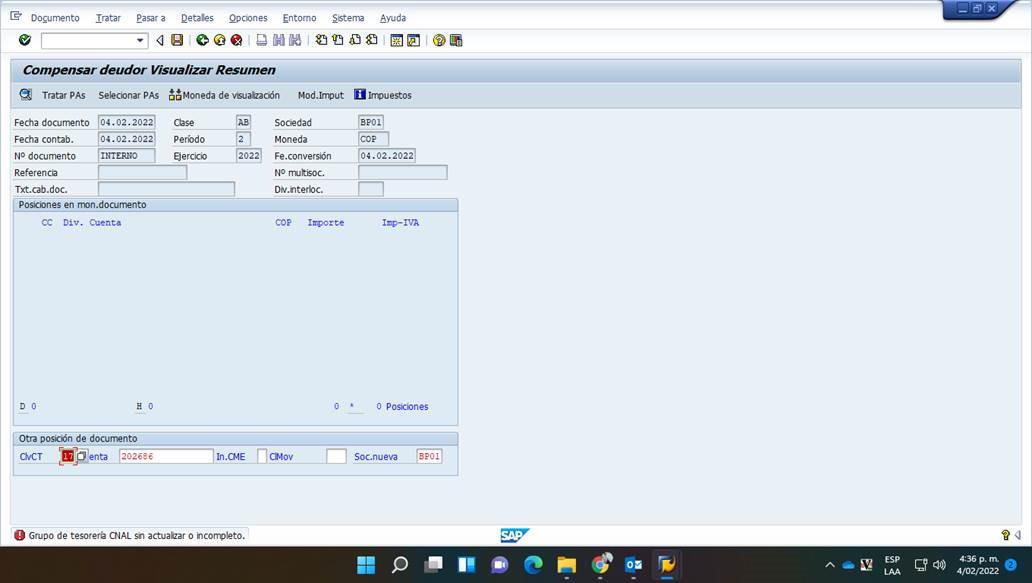 Documento Tratar Pasar a Detalles Opciones Entorno Sistema Ayuda
Compensar deudor Visualizar Resumen
Tratar PAs Selecionar PAs Moneda de visualización Mod.Imput Impuestos
Fecha documento 04.02.2022 Clase AB Sociedad BP01
Fecha contab. 04.02.2022 Período 2 Moneda COP
Nº documento INTERNO Ejercicio 2022 Fe.conversión 04.02.2022
Referencia Nº multisoc.
Txt.cab.doc. Div.interloc.
Posiciones en mon.documento
CC Div. Cuenta COP Importe Imp-IVA
D 0 H 0 0 * 0 Posiciones
Otra posición de documento
ClvCT 17 enta 202686 In.CME ClMov Soc.nueva BP01
Grupo de tesorería CNAL sin actualizar o incompleto.
SAP
ESP
LAA
4:36 p. m.
4/02/2022
2